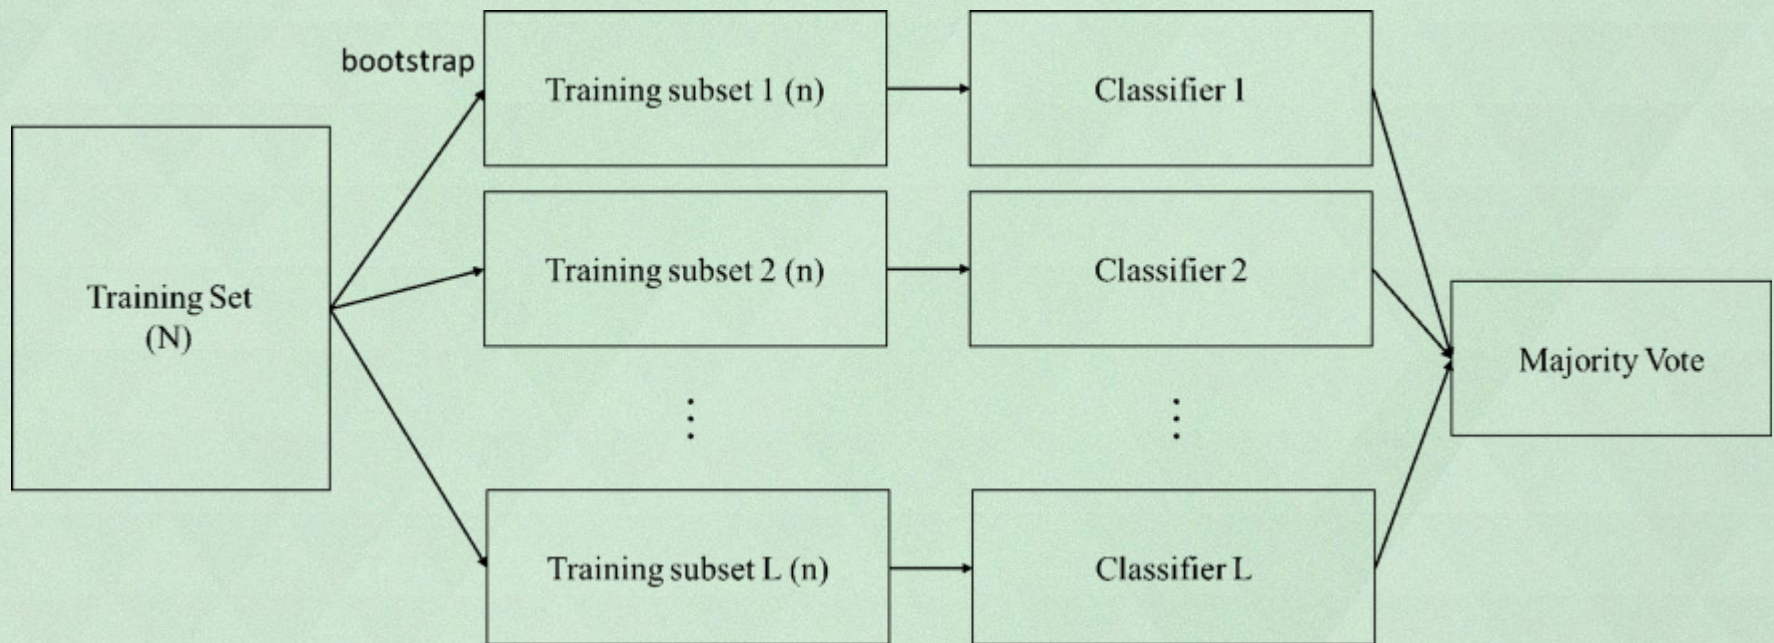 bootstrap
Training subset 1 (n)
Classifier 1
Training Set
(N)
Training subset 2 (n)
Classifier 2
Majority Vote
⋮
⋮
Training subset L (n)
Classifier L